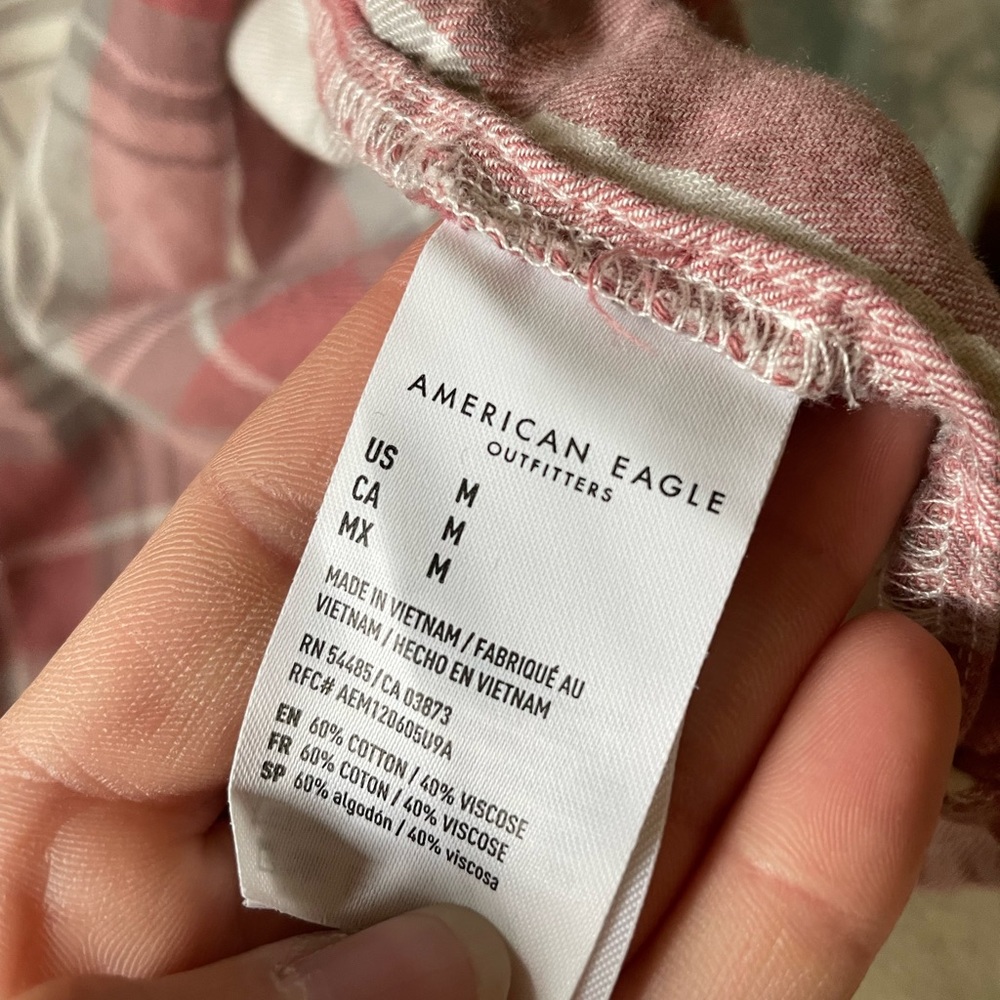 AMERICAN EAGLE
OUTFITTERS
US M
CA M
MX M
MADE IN VIETNAM / FABRIQUÉ AU
VIETNAM / HECHO EN VIETNAM
RN 54485 / CA 03873
RFC# AEM120605U9A
EN 60% COTTON / 40% VISCOSE
FR 60% COTON / 40% VISCOSE
SP 60% algodón / 40% viscosa